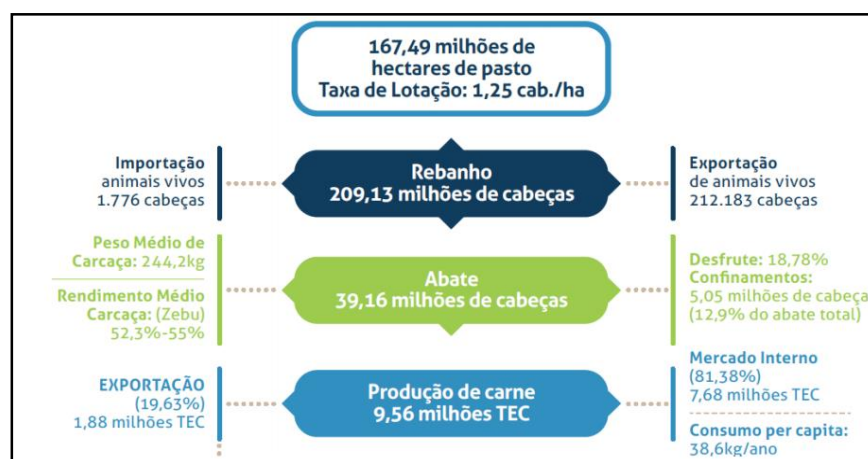 167,49 milhões de
hectares de pasto
Taxa de Lotação: 1,25 cab./ha
Importação
animais vivos
1.776 cabeças
Rebanho
209,13 milhões de cabeças
Exportação
de animais vivos
212.183 cabeças
Peso Médio de
Carcaça: 244,2kg
Rendimento Médio
Carcaça: (Zebu)
52,3%-55%
Abate
39,16 milhões de cabeças
Desfrute: 18,78%
Confinamentos:
5,05 milhões de cabeça
(12,9% do abate total)
EXPORTAÇÃO
(19,63%)
1,88 milhões TEC
Produção de carne
9,56 milhões TEC
Mercado Interno
(81,38%)
7,68 milhões TEC
Consumo per capita:
38,6kg/ano